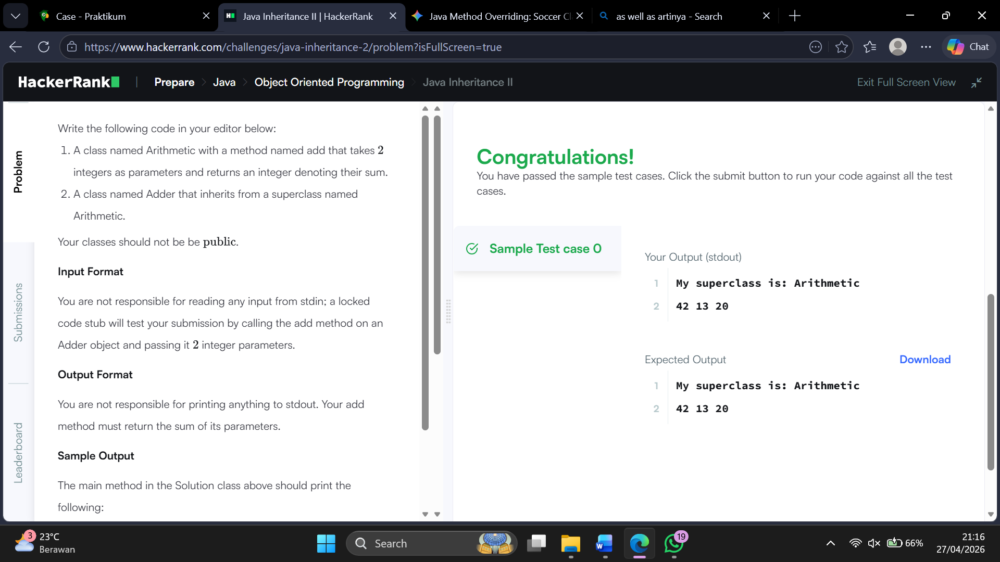 Case - Praktikum
Java Inheritance II | HackerRank
Java Method Overriding: Soccer Cl
as well as artinya - Search
https://www.hackerrank.com/challenges/java-inheritance-2/problem?isFullScreen=true
Chat
HackerRank
Prepare
Java
Object Oriented Programming
Java Inheritance II
Exit Full Screen View
Problem
Submissions
Leaderboard
Write the following code in your editor below:
1. A class named Arithmetic with a method named add that takes 2
integers as parameters and returns an integer denoting their sum.
2. A class named Adder that inherits from a superclass named
Arithmetic.
Your classes should not be be public.
Input Format
You are not responsible for reading any input from stdin; a locked
code stub will test your submission by calling the add method on an
Adder object and passing it 2 integer parameters.
Output Format
You are not responsible for printing anything to stdout. Your add
method must return the sum of its parameters.
Sample Output
The main method in the Solution class above should print the
following:
Congratulations!
You have passed the sample test cases. Click the submit button to run your code against all the test
cases.
Sample Test case 0
Your Output (stdout)
1 My superclass is: Arithmetic
2 42 13 20
Expected Output
Download
1 My superclass is: Arithmetic
2 42 13 20
3
23°C
Berawan
Search
19
66%
21:16
27/04/2026